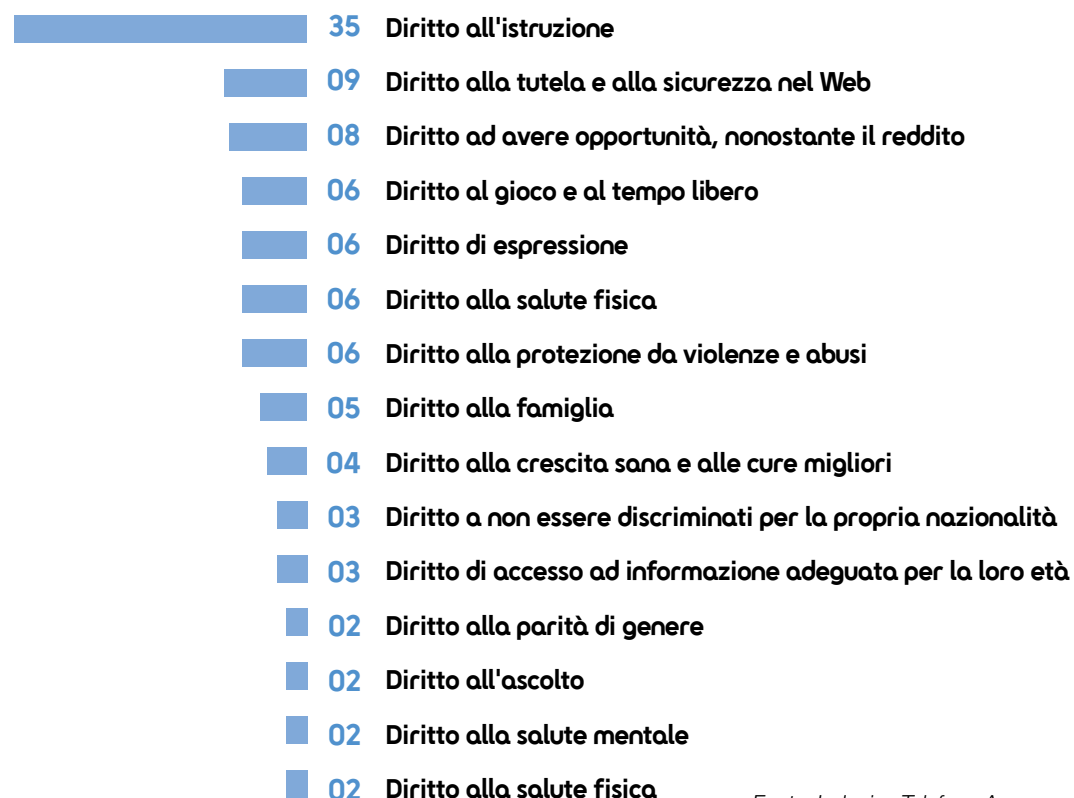 35 Diritto all'istruzione
09 Diritto alla tutela e alla sicurezza nel Web
08 Diritto ad avere opportunità, nonostante il reddito
06 Diritto al gioco e al tempo libero
06 Diritto di espressione
06 Diritto alla salute fisica
06 Diritto alla protezione da violenze e abusi
05 Diritto alla famiglia
04 Diritto alla crescita sana e alle cure migliori
03 Diritto a non essere discriminati per la propria nazionalità
03 Diritto di accesso ad informazione adeguata per la loro età
02 Diritto alla parità di genere
02 Diritto all'ascolto
02 Diritto alla salute mentale
02 Diritto alla salute fisica